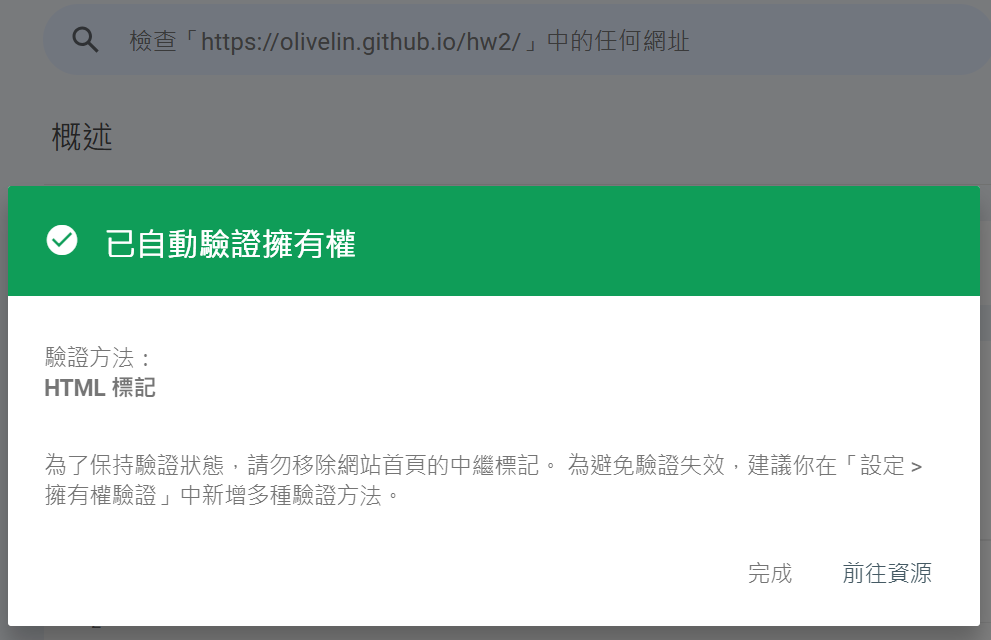 檢查「https://olivelin.github.io/hw2/」中的任何網址
概述
已自動驗證擁有權
驗證方法：
HTML 標記
為了保持驗證狀態，請勿移除網站首頁的中繼標記。 為避免驗證失效，建議你在「設定 >
擁有權驗證」中新增多種驗證方法。
完成 前往資源